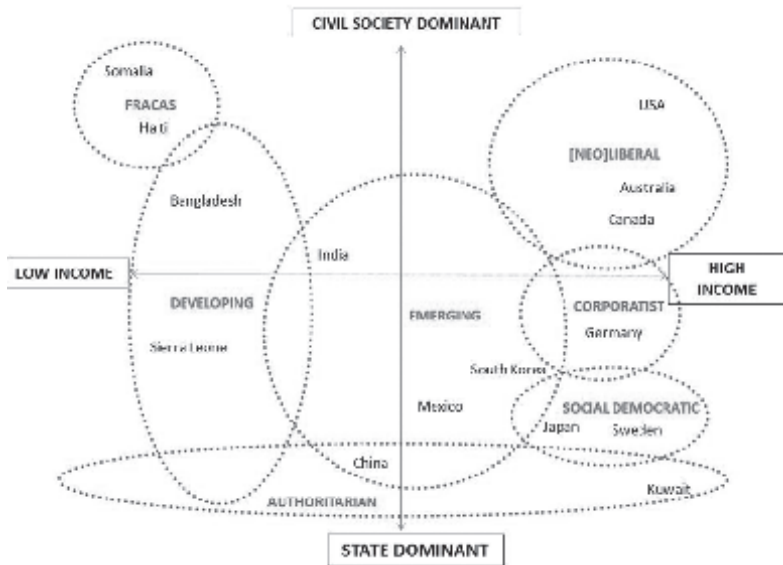 CIVIL SOCIETY DOMINANT
Somalia
FRACAS
Haiti
USA
[NEO]LIBERAL
Australia
Canada
Bangladesh
India
LOW INCOME
HIGH
INCOME
DEVELOPING
EMERGING
CORPORATIST
Germany
Sierra Leone
South Korea
Mexico
SOCIAL DEMOCRATIC
Japan
Sweden
China
Kuwait
AUTHORITARIAN
STATE DOMINANT